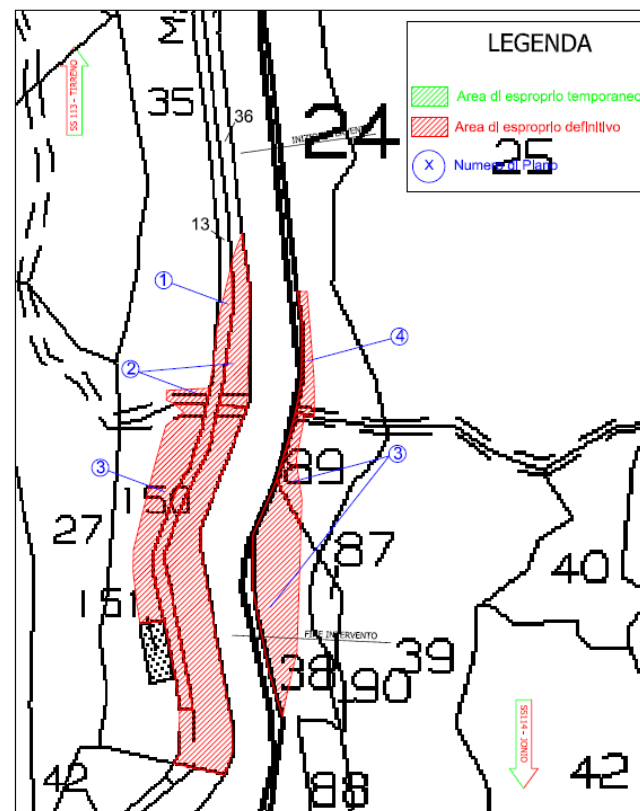 LEGENDA
Area di esproprio temporaneo
Area di esproprio definitivo
X Numero di Piano
SS 113 - TIRRENO
35
36
INIZIO INTERVENTO
24
25
13
1
4
2
3
150
89
3
27
87
40
151
FINE INTERVENTO
39
38
90
SS114 - JONIO
42
42
88